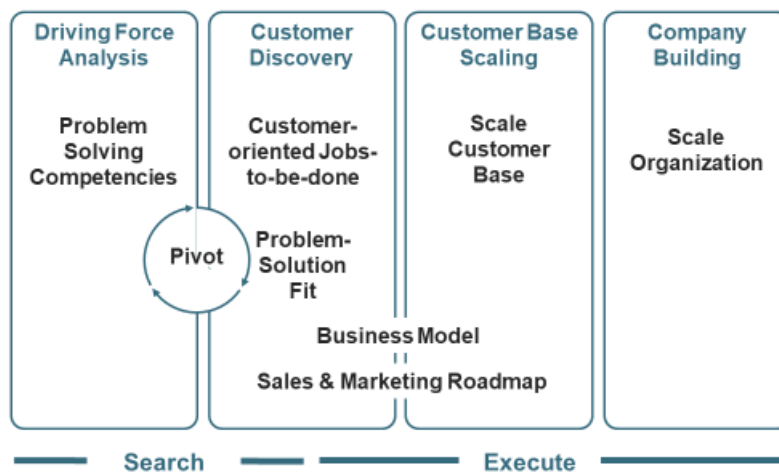 Driving Force
Analysis
Problem
Solving
Competencies
Customer
Discovery
Customer-
oriented Jobs-
to-be-done
Pivot
Problem-
Solution
Fit
Customer Base
Scaling
Scale
Customer
Base
Company
Building
Scale
Organization
Business Model
Sales & Marketing Roadmap
Search
Execute